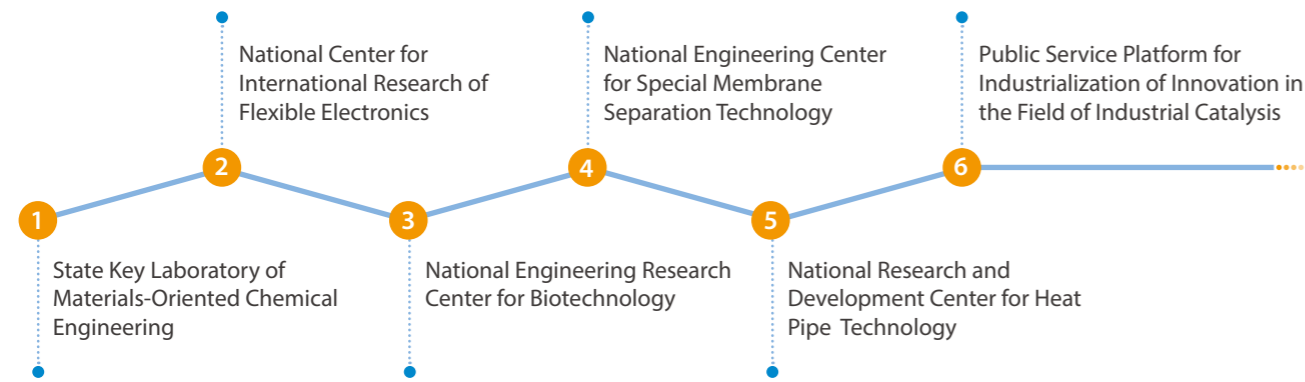 1
State Key Laboratory of
Materials-Oriented Chemical
Engineering
2
National Center for
International Research of
Flexible Electronics
3
National Engineering Research
Center for Biotechnology
4
National Engineering Center
for Special Membrane
Separation Technology
5
National Research and
Development Center for Heat
Pipe Technology
6
Public Service Platform for
Industrialization of Innovation in
the Field of Industrial Catalysis